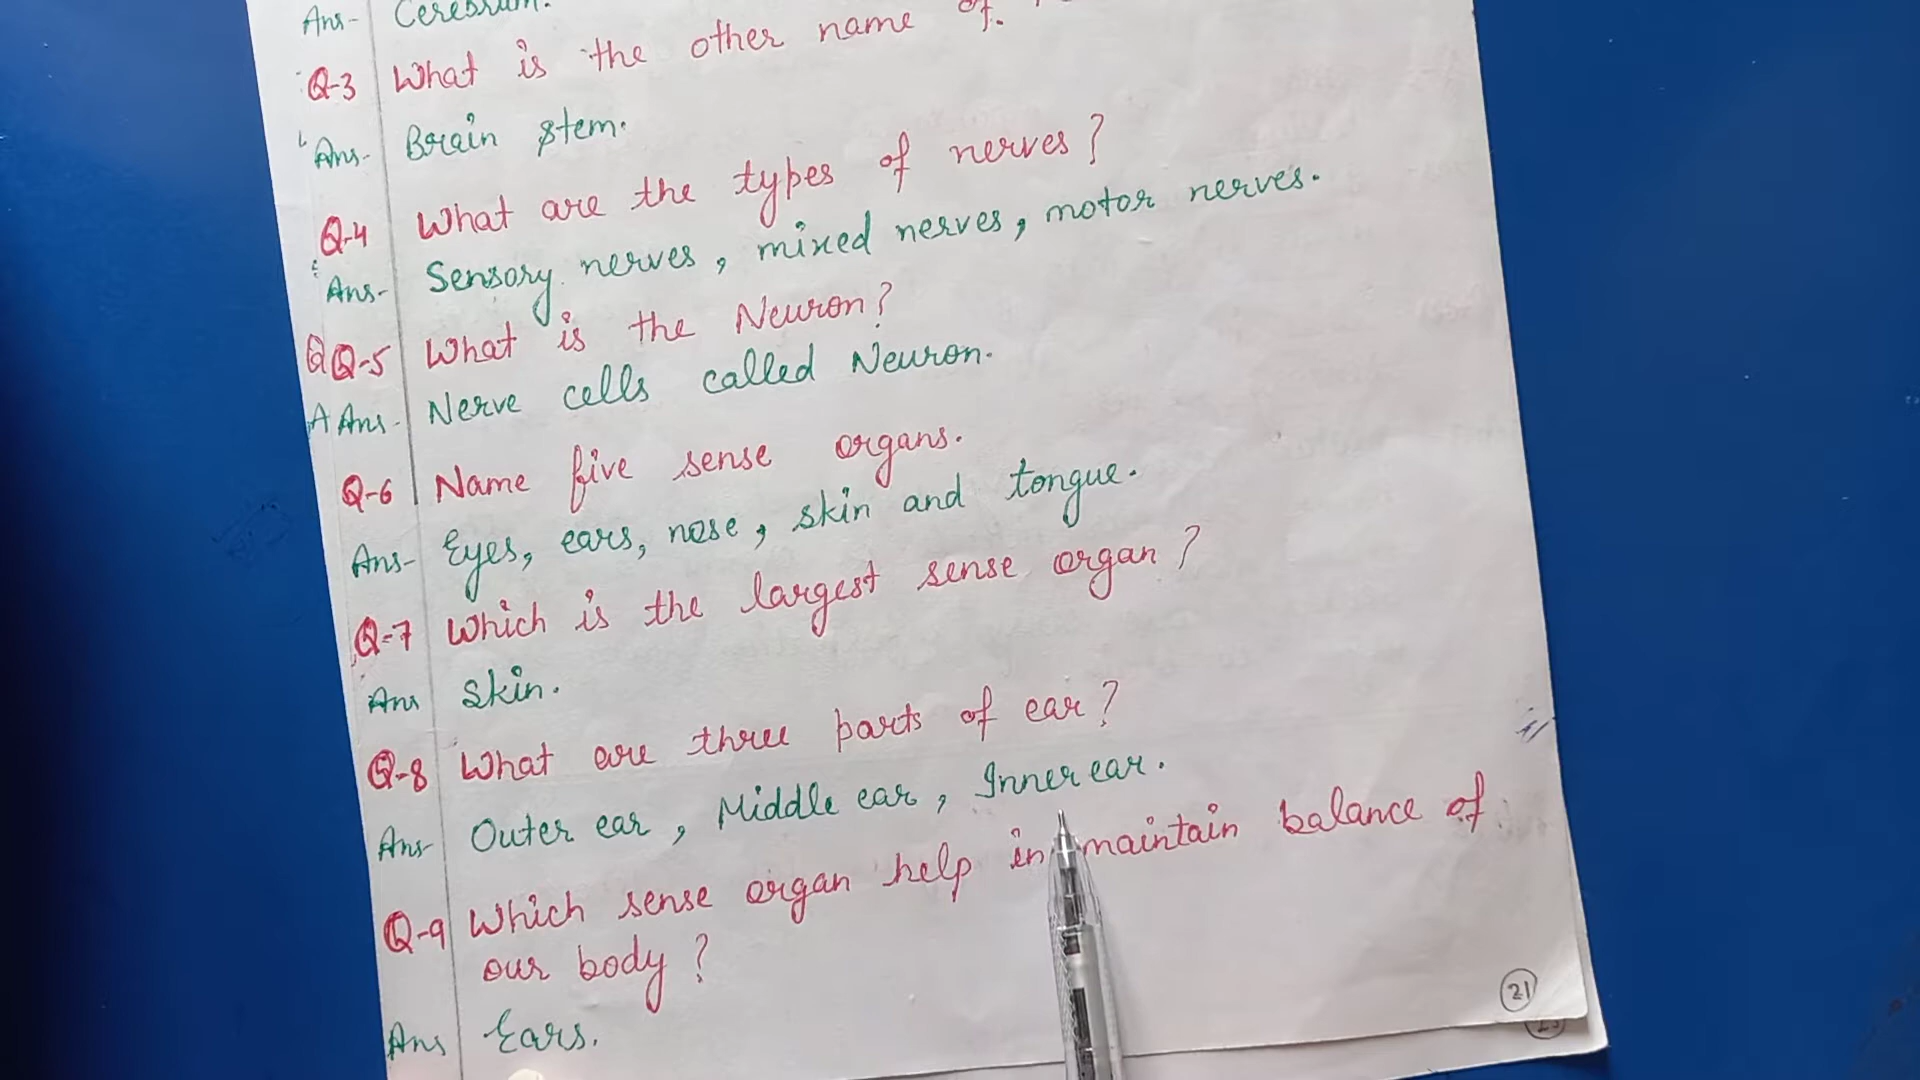 Ans- Cerebrum.
Q-3 What is the other name of.
Ans- Brain stem.
Q-4 What are the types of nerves?
Ans- Sensory nerves, mixed nerves, motor nerves.
Q Q-5 What is the Neuron?
A Ans- Nerve cells called Neuron.
Q-6 Name five sense organs.
Ans- Eyes, ears, nose, skin and tongue.
Q-7 Which is the largest sense organ?
Ans Skin.
Q-8 What are three parts of ear?
Ans Outer ear, Middle ear, Inner ear.
Q-9 Which sense organ help in maintain balance of
our body?
Ans Ears.
21